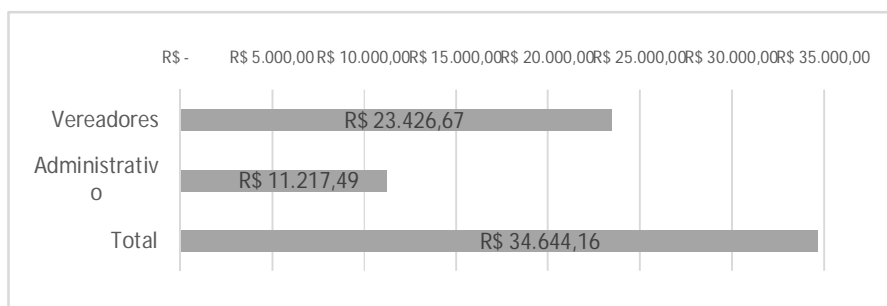 R$ - R$ 5.000,00 R$ 10.000,00 R$ 15.000,00 R$ 20.000,00 R$ 25.000,00 R$ 30.000,00 R$ 35.000,00
Vereadores R$ 23.426,67
Administrativ
o R$ 11.217,49
Total R$ 34.644,16